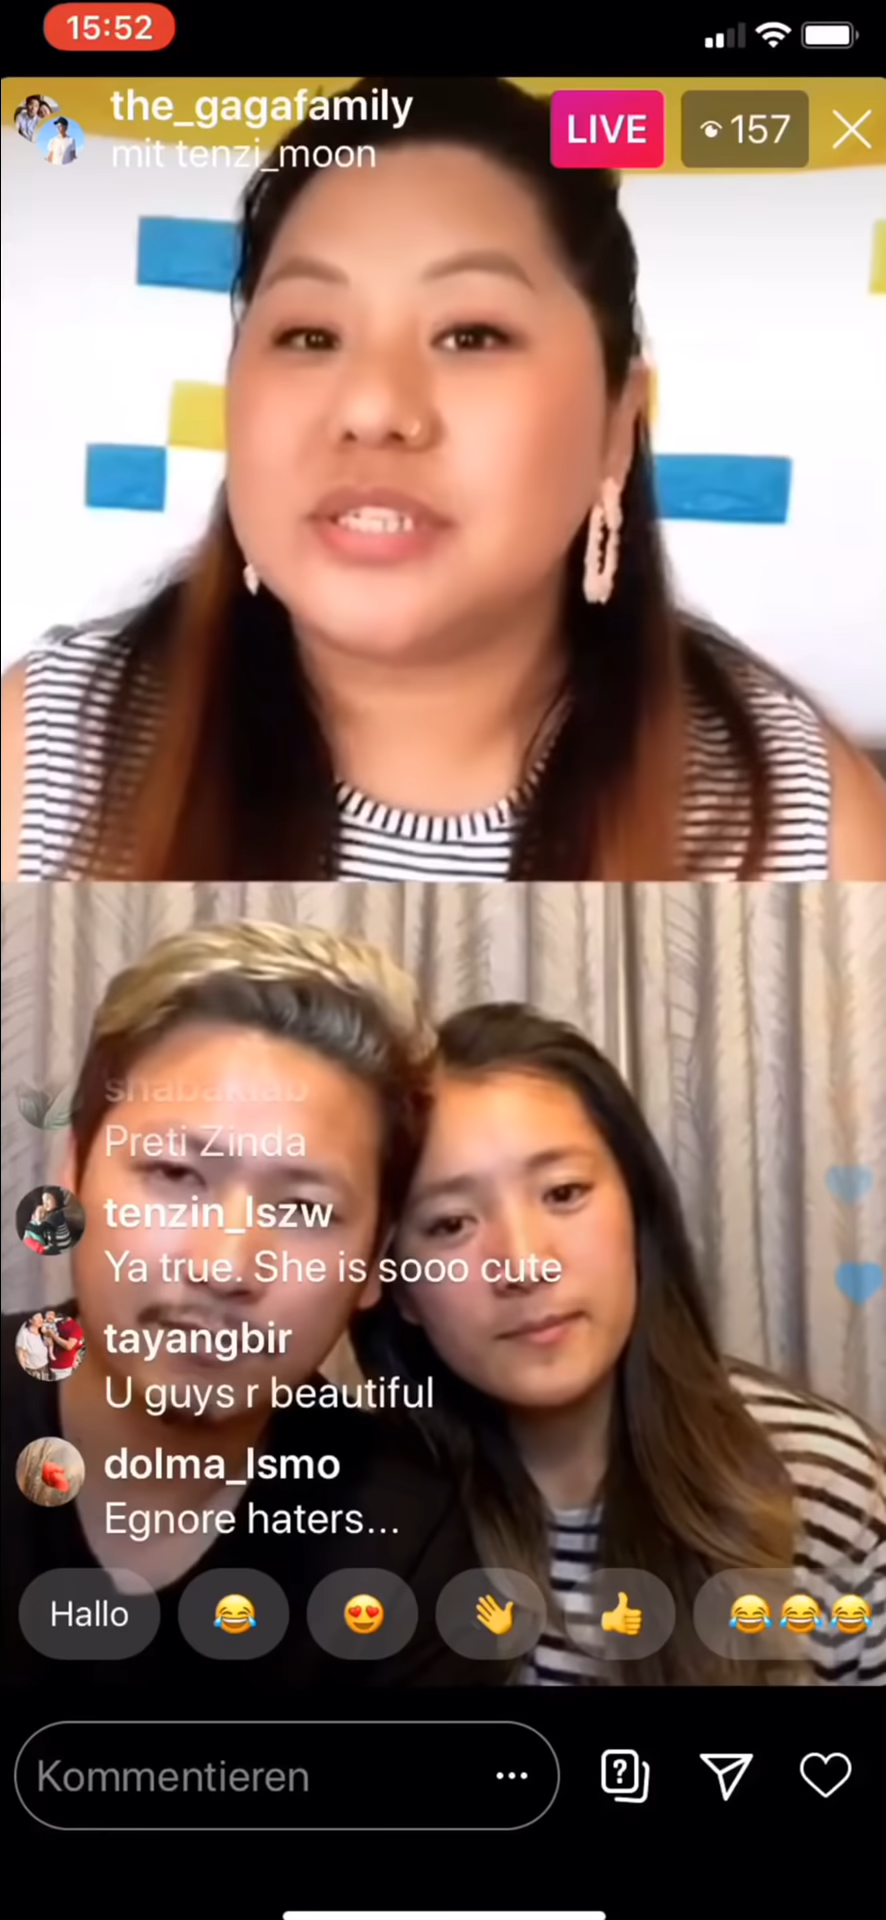 15:52
the_gagafamily
mit tenzi_moon
LIVE
157
shabaklab
Preti Zinda
tenzin_lszw
Ya true. She is sooo cute
tayangbir
U guys r beautiful
dolma_lsmo
Egnore haters...
Hallo
Kommentieren